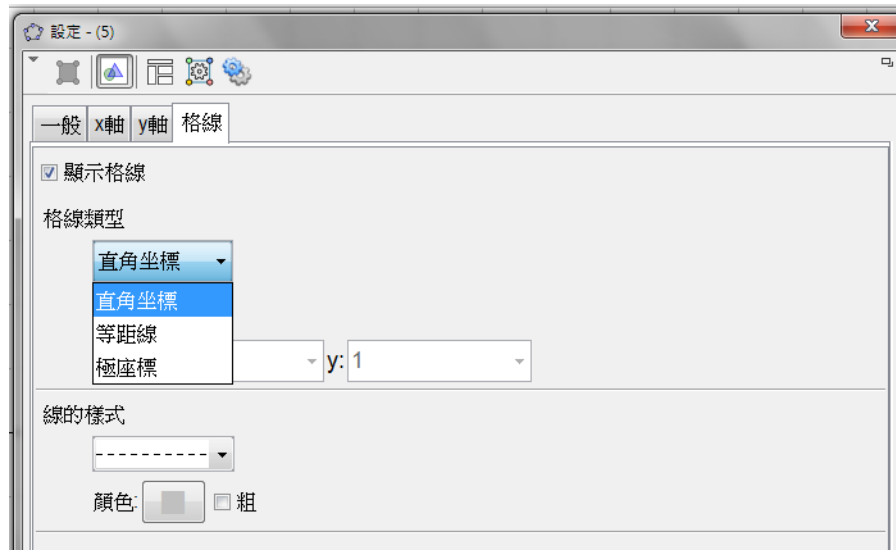 設定 - (5)
一般 x軸 y軸 格線
顯示格線
格線類型
直角坐標
直角坐標
等距線
極座標
y: 1
線的樣式
顏色: 粗